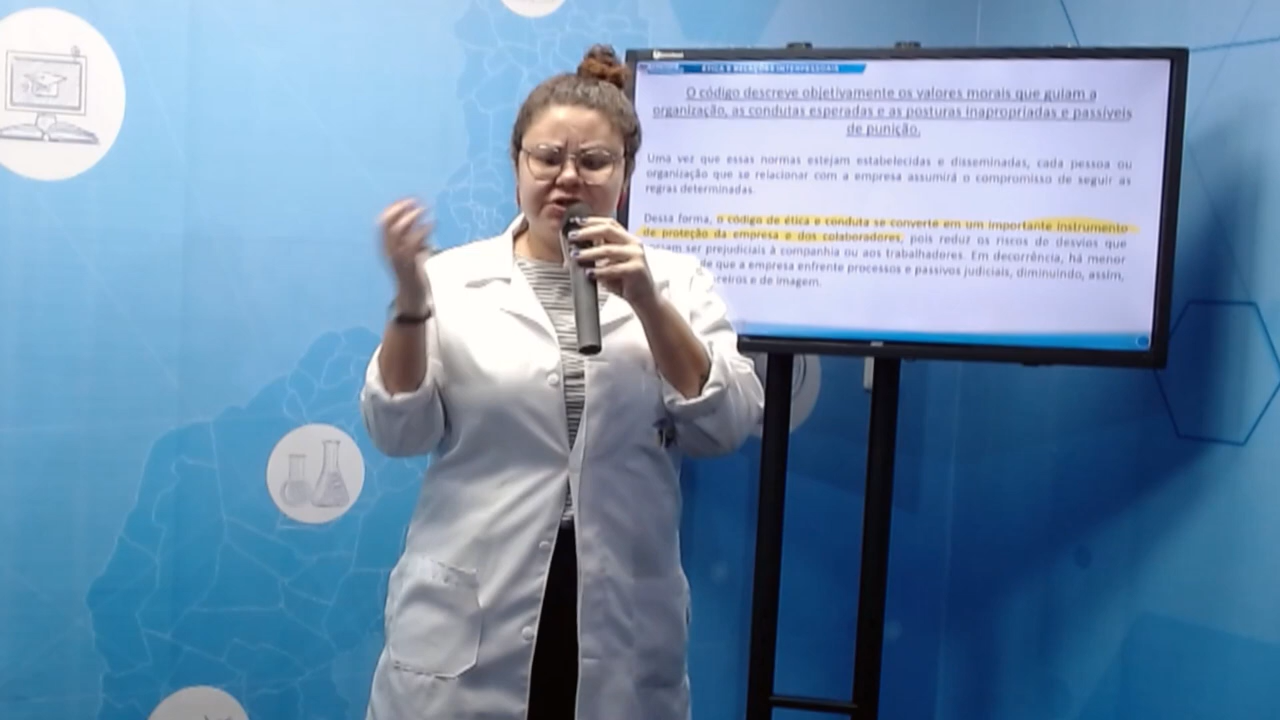 ÉTICA E RELAÇÕES INTERPESSOAIS
O código descreve objetivamente os valores morais que guiam a
organização, as condutas esperadas e as posturas inapropriadas e passíveis
de punição.
Uma vez que essas normas estejam estabelecidas e disseminadas, cada pessoa ou
organização que se relacionar com a empresa assumirá o compromisso de seguir as
regras determinadas.
Dessa forma, o código de ética e conduta se converte em um importante instrumento
de proteção da empresa e dos colaboradores, pois reduz os riscos de desvios que
ser prejudiciais à companhia ou aos trabalhadores. Em decorrência, há menor
de que a empresa enfrente processos e passivos judiciais, diminuindo, assim,
e de imagem.